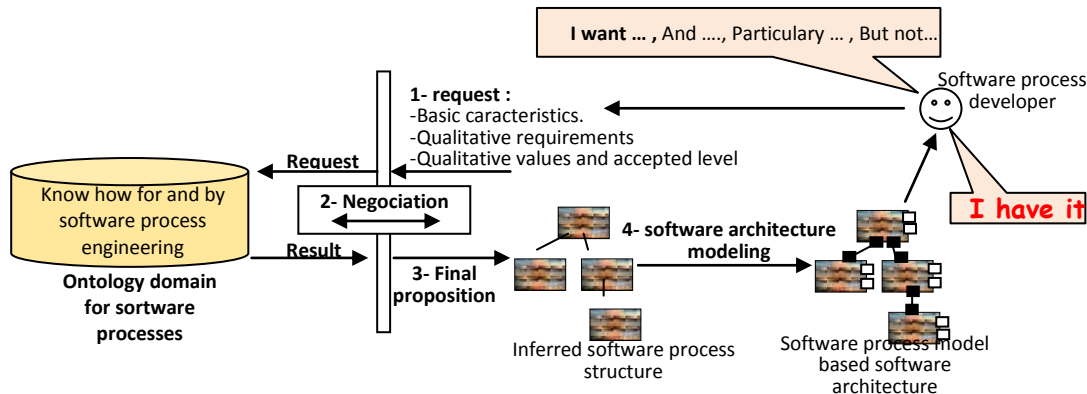 I want … , And …., Particulary … , But not…
Software process
developer
1- request :
-Basic caracteristics.
-Qualitative requirements
-Qualitative values and accepted level
Request
Know how for and by
software process
engineering
2- Negociation
I have it
4- software architecture
modeling
Result
3- Final
proposition
Ontology domain
for sortware
processes
Inferred software process
structure
Software process model
based software
architecture